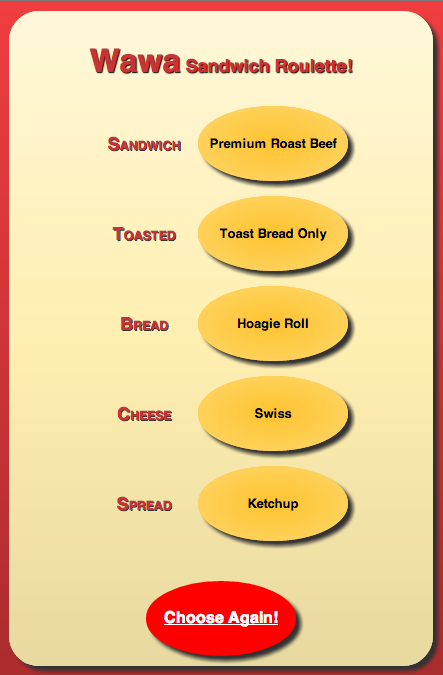 Wawa Sandwich Roulette!
Sandwich Premium Roast Beef
Toasted Toast Bread Only
Bread Hoagie Roll
Cheese Swiss
Spread Ketchup
Choose Again!